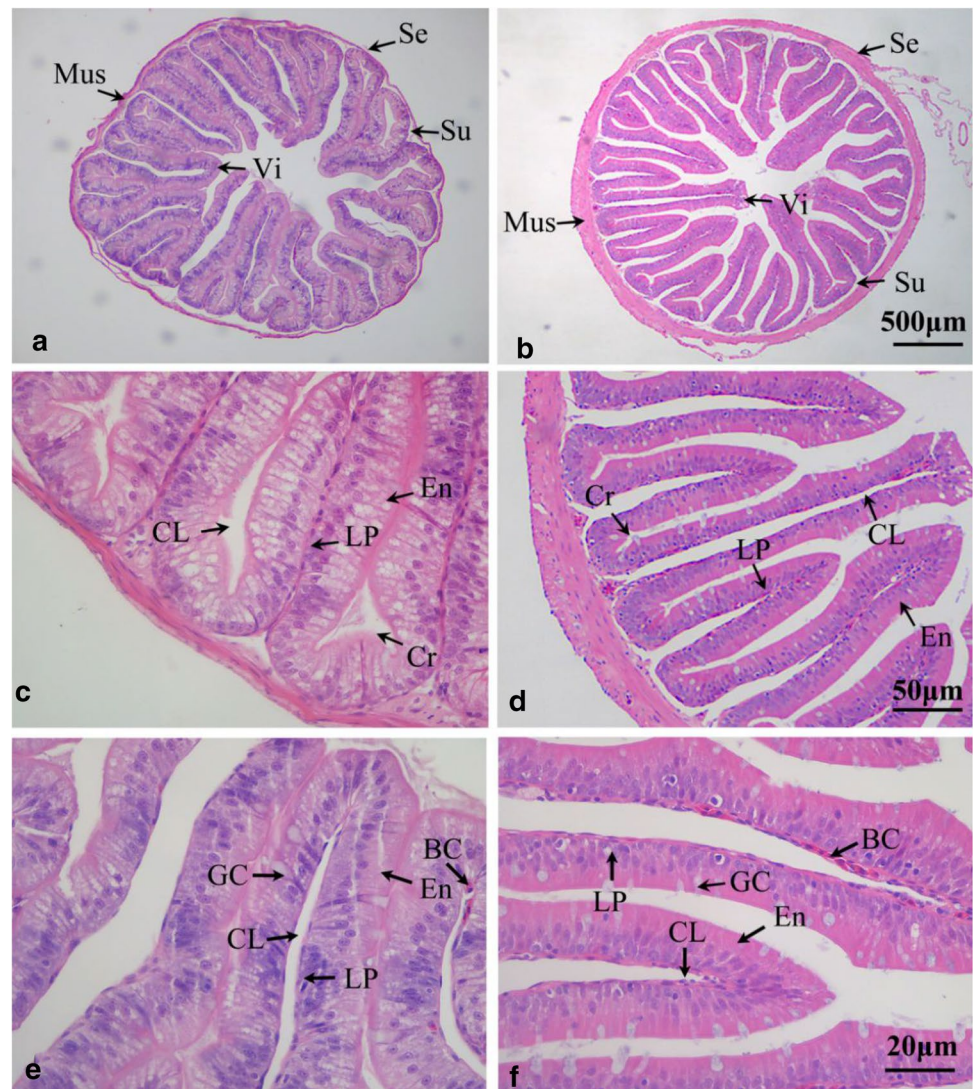 Se
Mus
Su
Vi
a
Se
Mus
Vi
Su
500μm
b
En
CL
LP
Cr
c
Cr
CL
LP
En
50μm
d
BC
GC
En
CL
LP
e
BC
GC
LP
En
CL
20μm
f